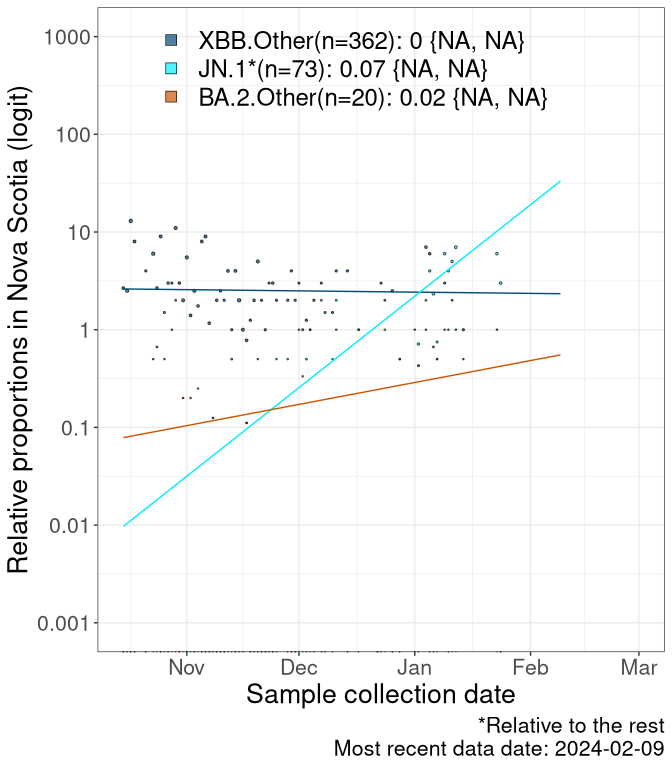 XBB.Other(n=362): 0 {NA, NA}
JN.1*(n=73): 0.07 {NA, NA}
BA.2.Other(n=20): 0.02 {NA, NA}
Relative proportions in Nova Scotia (logit)
1000
100
10
1
0.1
0.01
0.001
Nov Dec Jan Feb Mar
Sample collection date
*Relative to the rest
Most recent data date: 2024-02-09